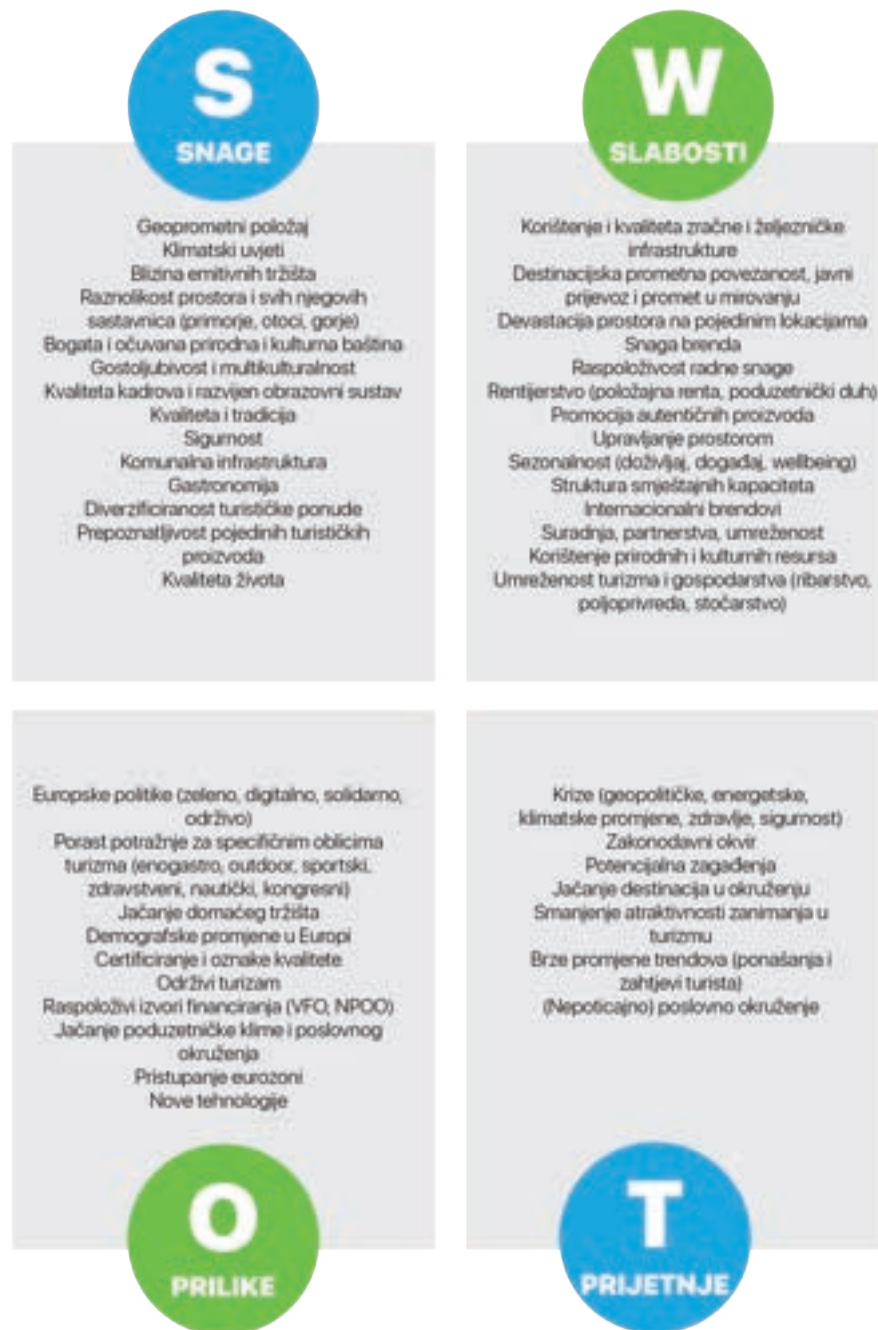 S
SNAGE
Geoprometni položaj
Klimatski uvjeti
Blizina emitivnih tržišta
Raznolikost prostora i svih njegovih
sastavnica (primorje, otoci, gorje)
Bogata i očuvana prirodna i kulturna baština
Gostoljubivost i multikulturalnost
Kvaliteta kadrova i razvijen obrazovni sustav
Kvaliteta i tradicija
Sigurnost
Komunalna infrastruktura
Gastronomija
Diverzificiranost turističke ponude
Prepoznatljivost pojedinih turističkih
proizvoda
Kvaliteta života
W
SLABOSTI
Korištenje i kvaliteta zračne i željezničke
infrastrukture
Destinacijska prometna povezanost, javni
prijevoz i promet u mirovanju
Devastacija prostora na pojedinim lokacijama
Snaga brenda
Raspoloživost radne snage
Rentijerstvo (položajna renta, poduzetnički duh)
Promocija autentičnih proizvoda
Upravljanje prostorom
Sezonalnost (doživljaj, događaj, wellbeing)
Struktura smještajnih kapaciteta
Internacionalni brendovi
Suradnja, partnerstva, umreženost
Korištenje prirodnih i kulturnih resursa
Umreženost turizma i gospodarstva (ribarstvo,
poljoprivreda, stočarstvo)
Europske politike (zeleno, digitalno, solidarno,
održivo)
Porast potražnje za specifičnim oblicima
turizma (enogastro, outdoor, sportski,
zdravstveni, nautički, kongresni)
Jačanje domaćeg tržišta
Demografske promjene u Europi
Certificiranje i oznake kvalitete
Održivi turizam
Raspoloživi izvori financiranja (VFO, NPOO)
Jačanje poduzetničke klime i poslovnog
okruženja
Pristupanje eurozoni
Nove tehnologije
O
PRILIKE
Krize (geopolitičke, energetske,
klimatske promjene, zdravlje, sigurnost)
Zakonodavni okvir
Potencijalna zagađenja
Jačanje destinacija u okruženju
Smanjenje atraktivnosti zanimanja u
turizmu
Brze promjene trendova (ponašanja i
zahtjevi turista)
(Nepoticajno) poslovno okruženje
T
PRIJETNJE